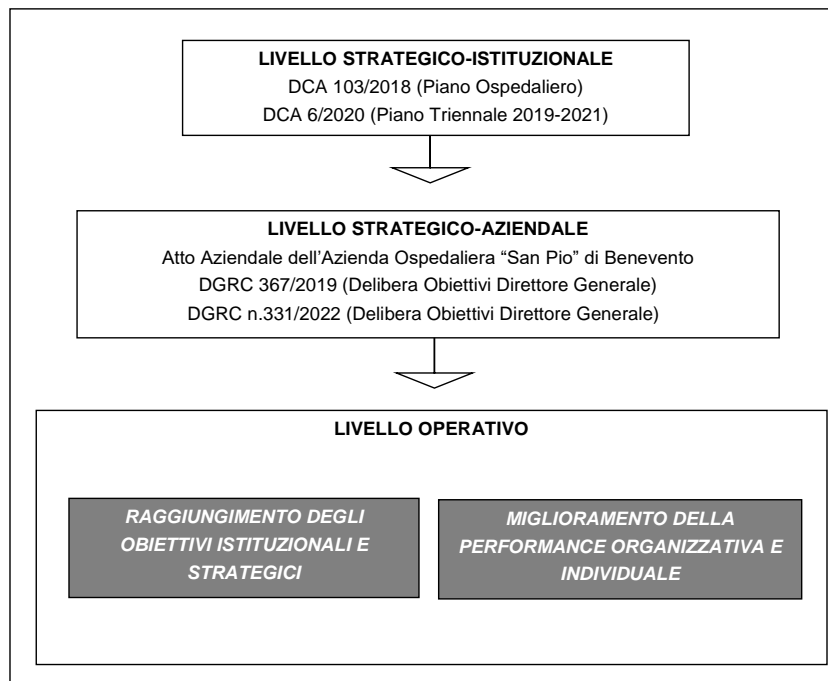 LIVELLO STRATEGICO-ISTITUZIONALE
DCA 103/2018 (Piano Ospedaliero)
DCA 6/2020 (Piano Triennale 2019-2021)
LIVELLO STRATEGICO-AZIENDALE
Atto Aziendale dell’Azienda Ospedaliera “San Pio” di Benevento
DGRC 367/2019 (Delibera Obiettivi Direttore Generale)
DGRC n.331/2022 (Delibera Obiettivi Direttore Generale)
LIVELLO OPERATIVO
RAGGIUNGIMENTO DEGLI
OBIETTIVI ISTITUZIONALI E
STRATEGICI
MIGLIORAMENTO DELLA
PERFORMANCE ORGANIZZATIVA E
INDIVIDUALE